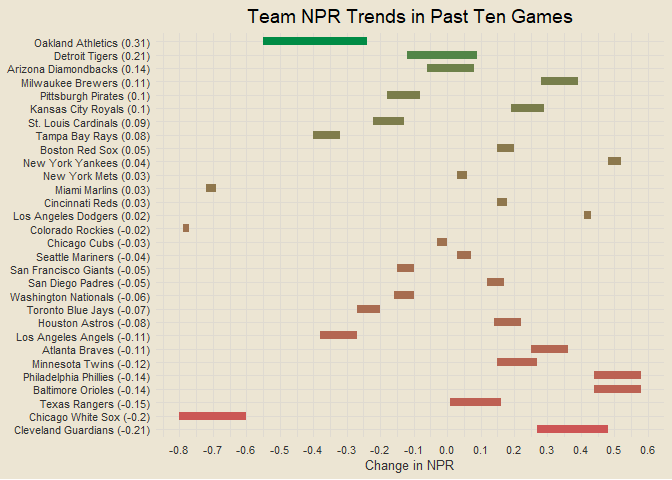 Team NPR Trends in Past Ten Games
Oakland Athletics (0.31)
Detroit Tigers (0.21)
Arizona Diamondbacks (0.14)
Milwaukee Brewers (0.11)
Pittsburgh Pirates (0.1)
Kansas City Royals (0.1)
St. Louis Cardinals (0.09)
Tampa Bay Rays (0.08)
Boston Red Sox (0.05)
New York Yankees (0.04)
New York Mets (0.03)
Miami Marlins (0.03)
Cincinnati Reds (0.03)
Los Angeles Dodgers (0.02)
Colorado Rockies (-0.02)
Chicago Cubs (-0.03)
Seattle Mariners (-0.04)
San Francisco Giants (-0.05)
San Diego Padres (-0.05)
Washington Nationals (-0.06)
Toronto Blue Jays (-0.07)
Houston Astros (-0.08)
Los Angeles Angels (-0.11)
Atlanta Braves (-0.11)
Minnesota Twins (-0.12)
Philadelphia Phillies (-0.14)
Baltimore Orioles (-0.14)
Texas Rangers (-0.15)
Chicago White Sox (-0.2)
Cleveland Guardians (-0.21)
-0.8 -0.7 -0.6 -0.5 -0.4 -0.3 -0.2 -0.1 0.0 0.1 0.2 0.3 0.4 0.5 0.6
Change in NPR